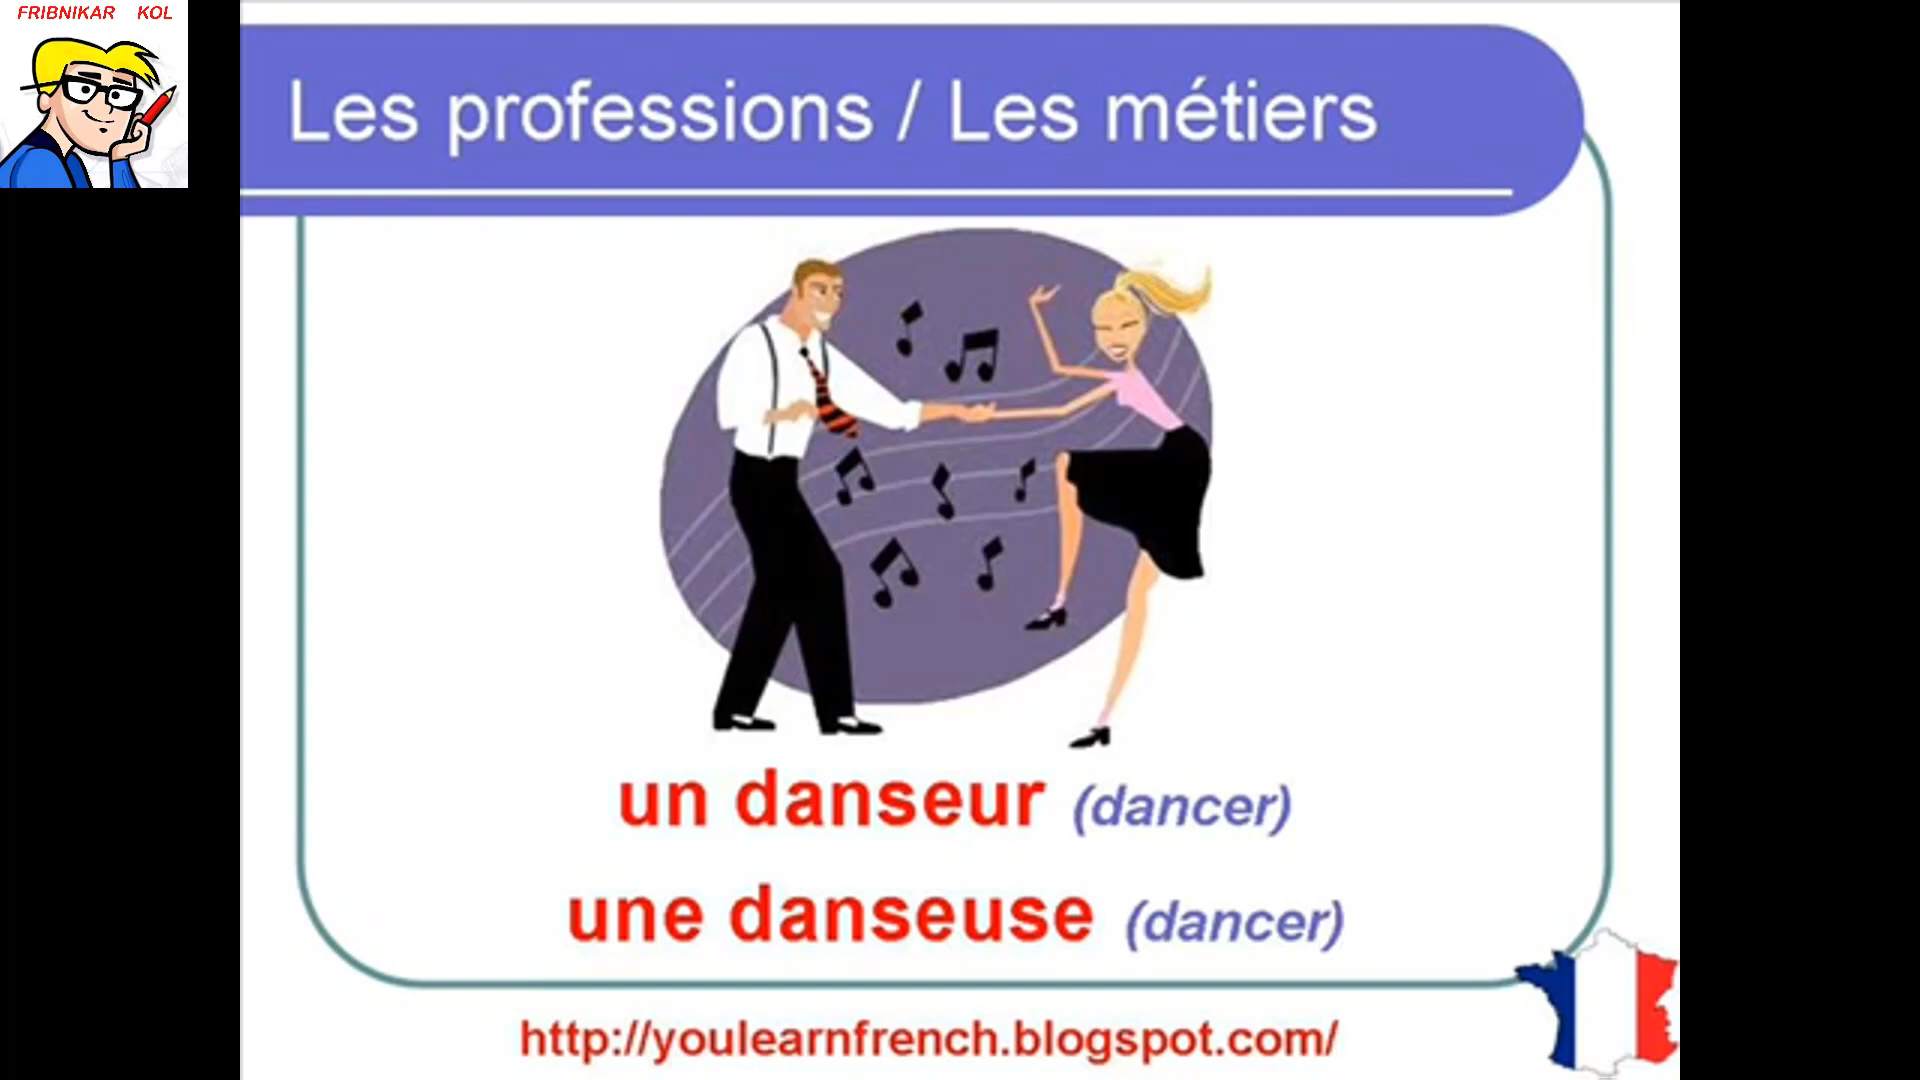 FRIBNIKAR KOL
Les professions / Les métiers
un danseur (dancer)
une danseuse (dancer)
http://youlearnfrench.blogspot.com/